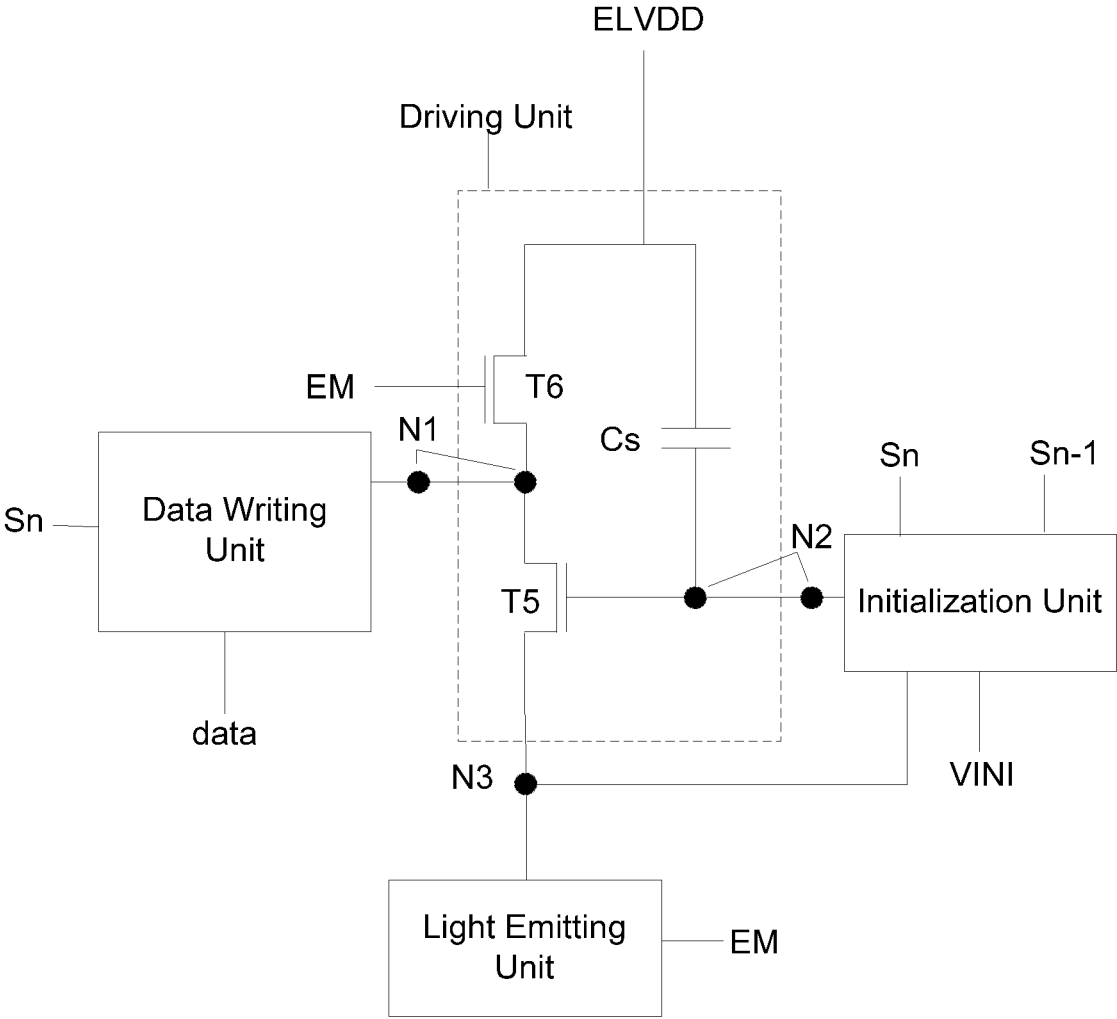 ELVDD
Driving Unit
EM
T6
N1
Cs
Sn
Sn-1
Data Writing
Unit
Sn
N2
T5
Initialization Unit
data
N3
VINI
Light Emitting
Unit
EM